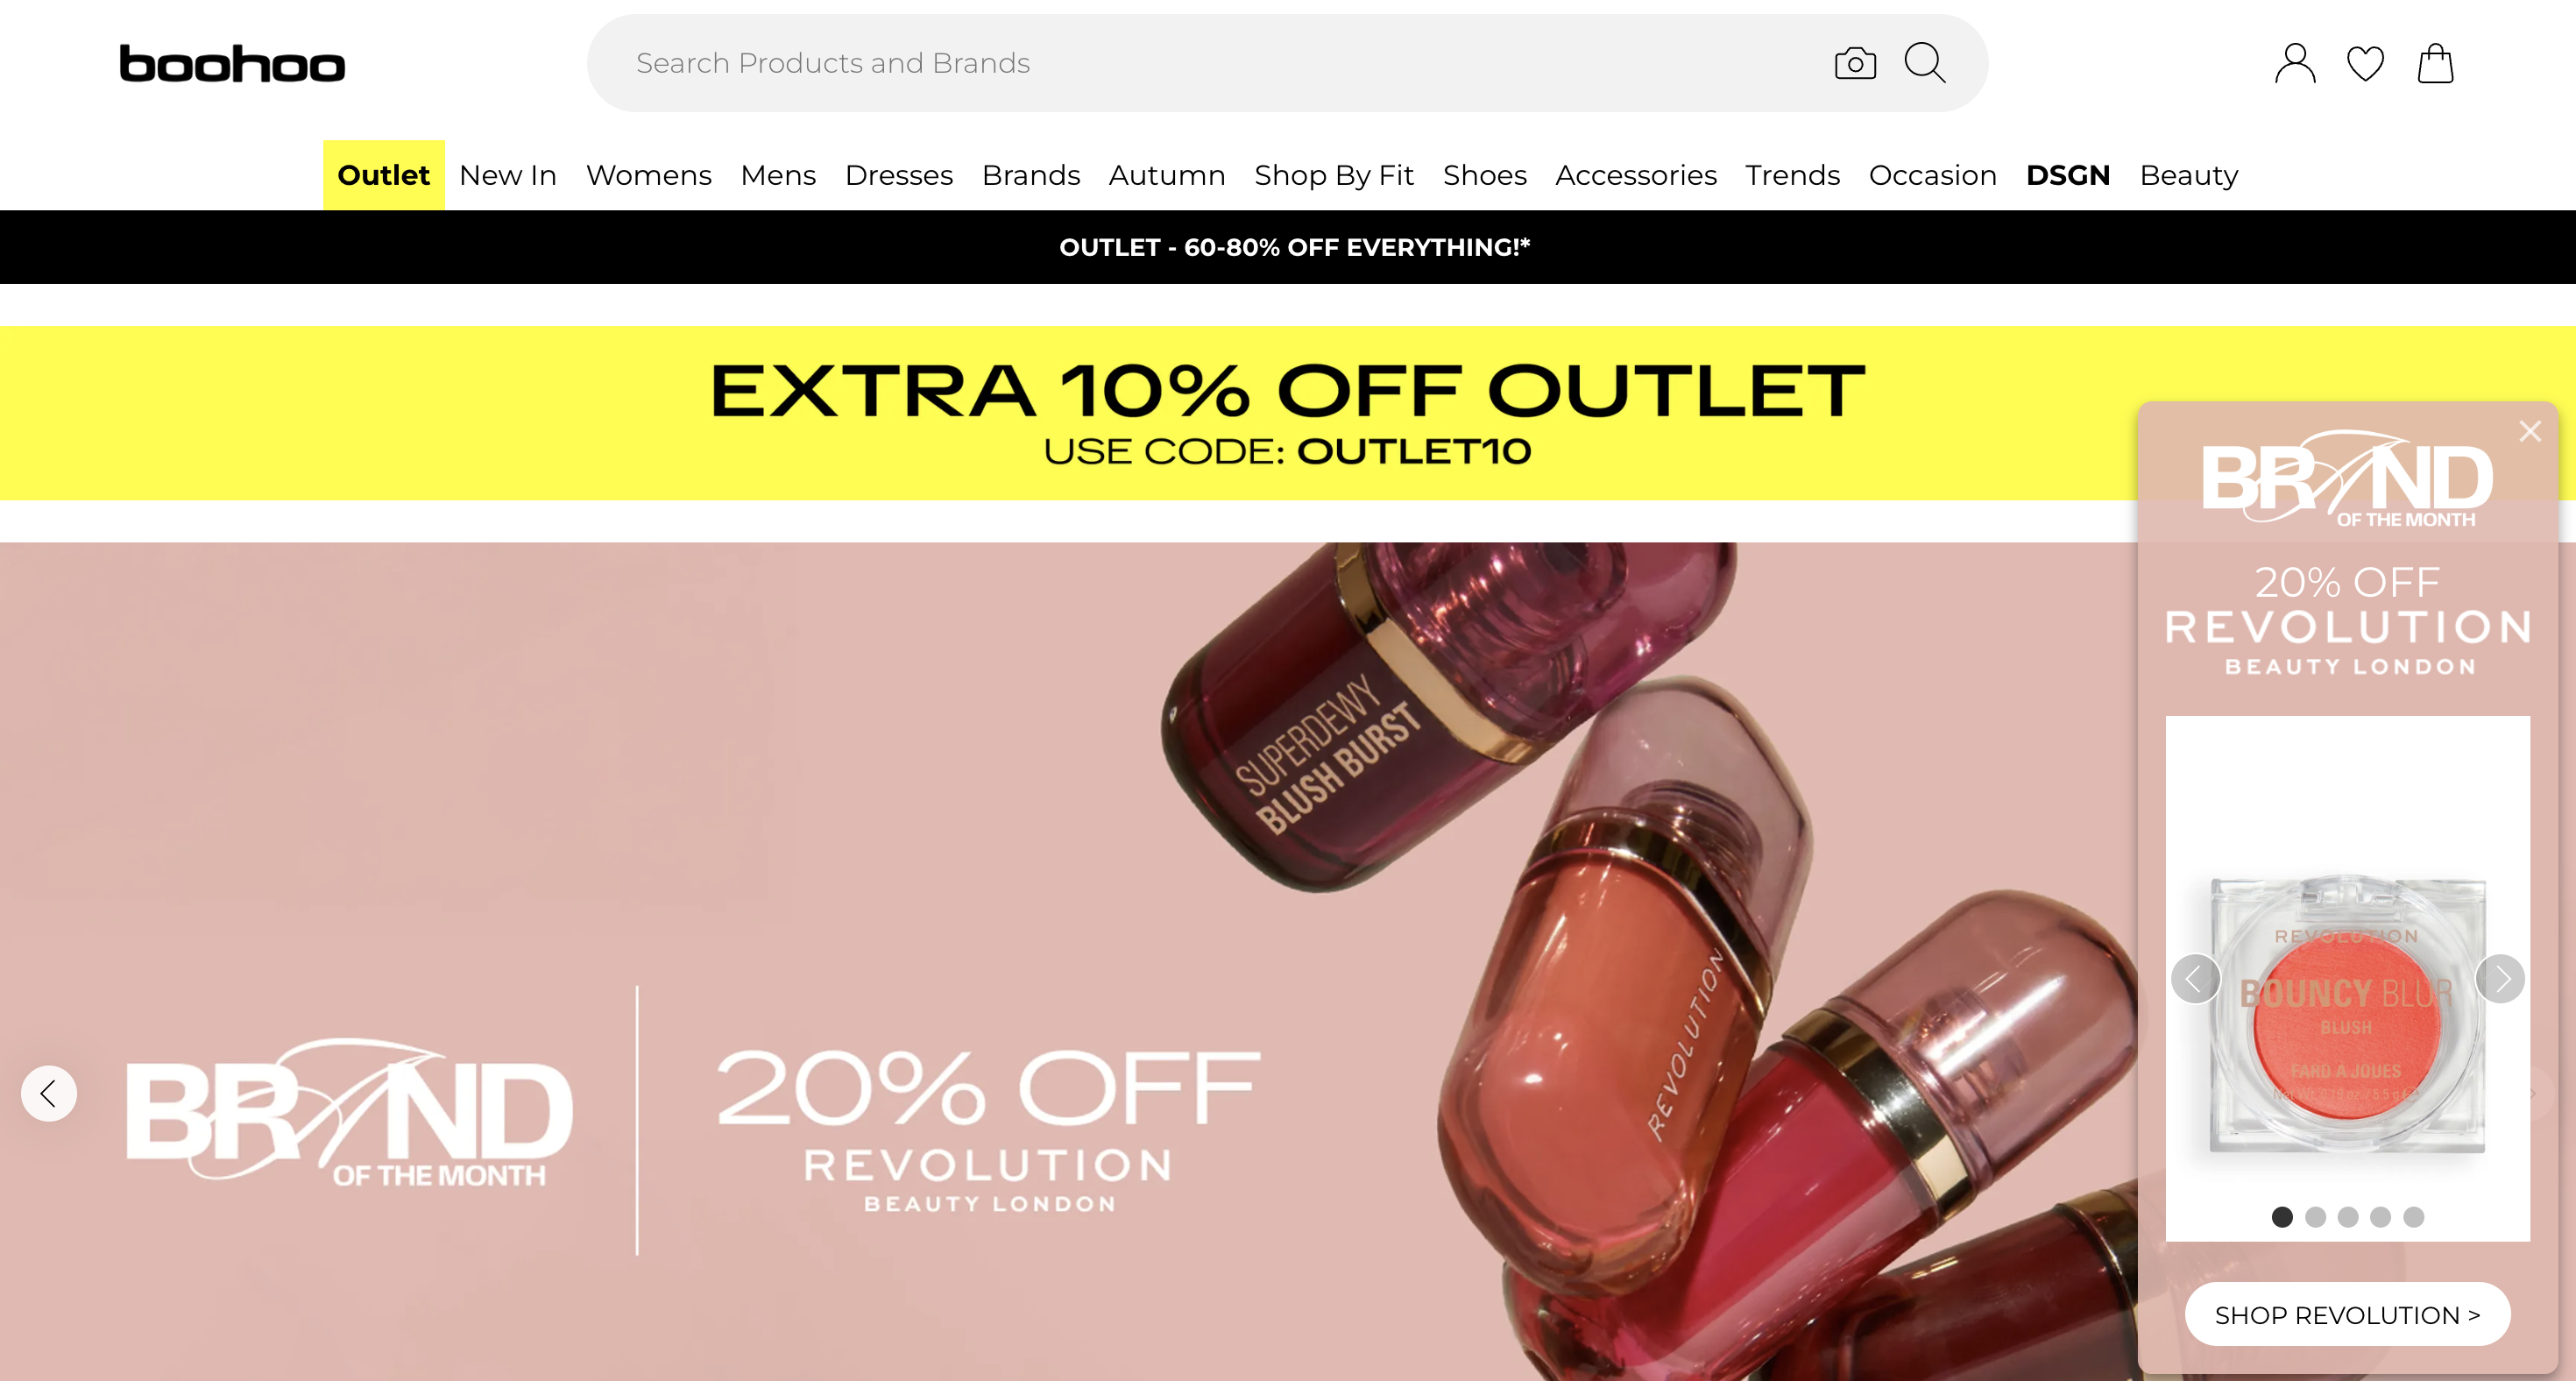 boohoo
Search Products and Brands
Outlet New In Womens Mens Dresses Brands Autumn Shop By Fit Shoes Accessories Trends Occasion DSGN Beauty
OUTLET - 60-80% OFF EVERYTHING!*
EXTRA 10% OFF OUTLET
USE CODE: OUTLET10
SUPERDEWY
BLUSH BURST
REVOLUTION
BRAND
OF THE MONTH
20% OFF
REVOLUTION
BEAUTY LONDON
BRAND
OF THE MONTH
20% OFF
REVOLUTION
BEAUTY LONDON
REVOLUTION
BOUNCY BLUR
BLUSH
FARD A JOUES
SHOP REVOLUTION >